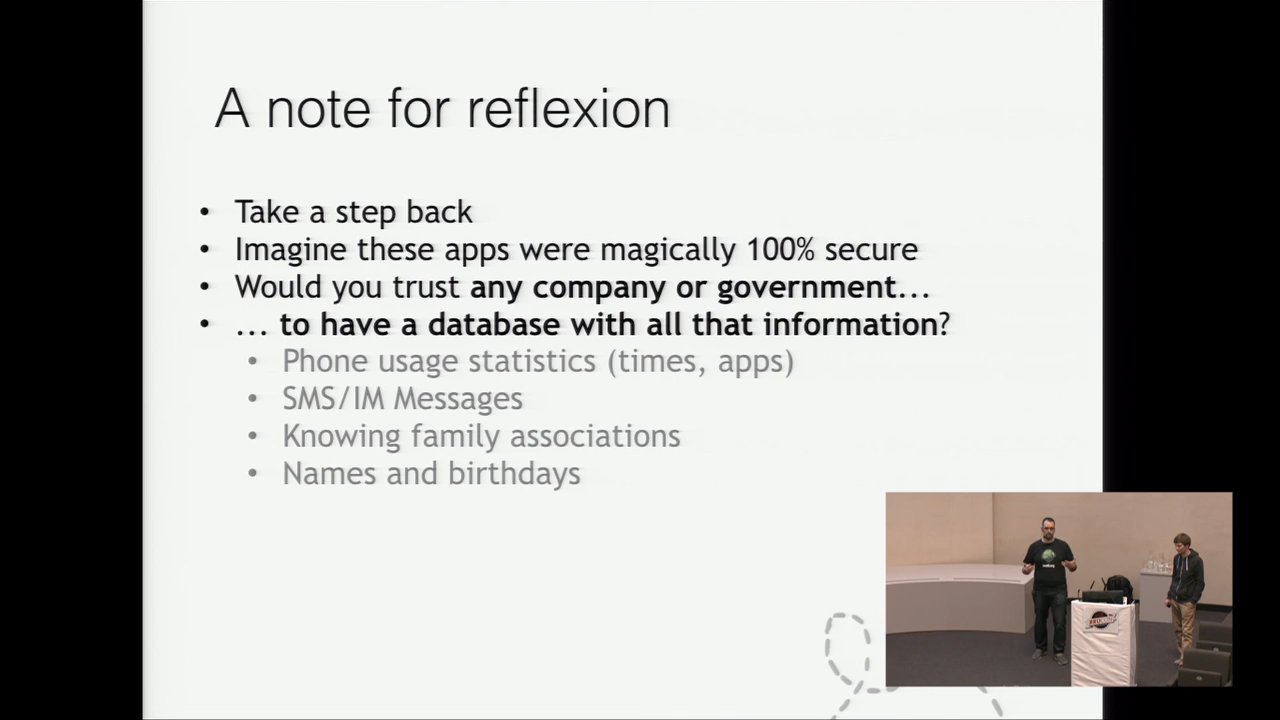 A note for reflexion
• Take a step back
• Imagine these apps were magically 100% secure
• Would you trust any company or government...
• ... to have a database with all that information?
• Phone usage statistics (times, apps)
• SMS/IM Messages
• Knowing family associations
• Names and birthdays